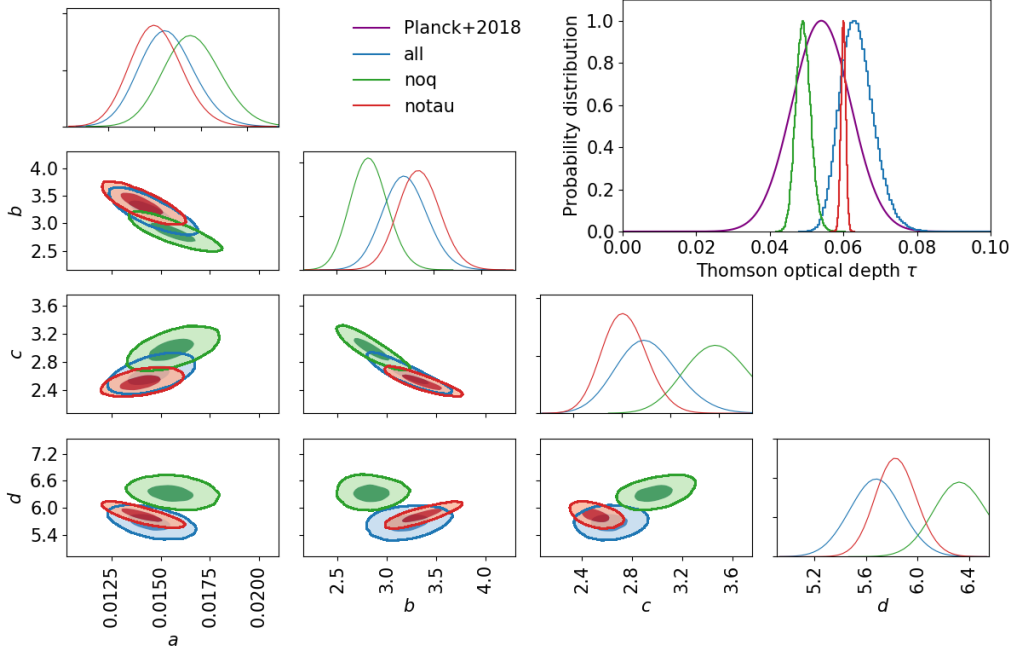 Planck+2018
all
noq
notau
Probability distribution
1.0
0.8
0.6
0.4
0.2
0.0
0.00 0.02 0.04 0.06 0.08 0.10
Thomson optical depth τ
b
4.0
3.5
3.0
2.5
c
3.6
3.2
2.8
2.4
d
7.2
6.6
6.0
5.4
0.0125 0.0150 0.0175 0.0200
a
2.5 3.0 3.5 4.0
b
2.4 2.8 3.2 3.6
c
5.2 5.6 6.0 6.4
d